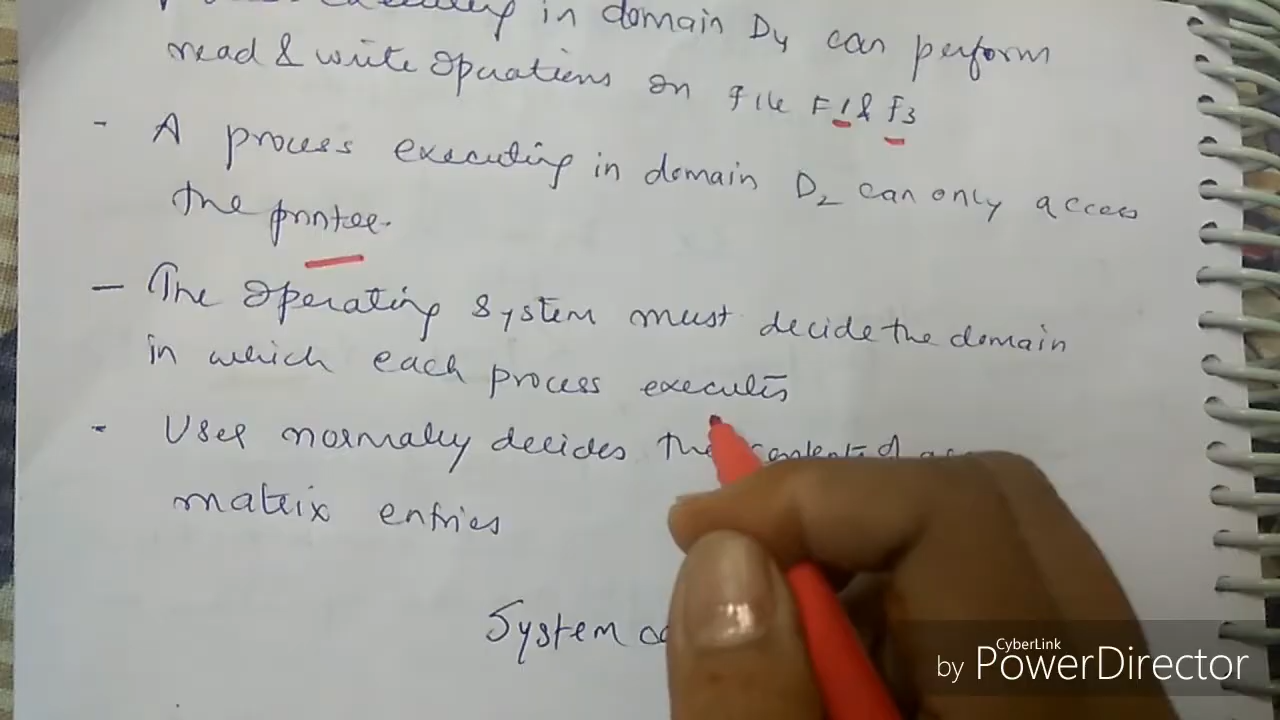 in domain D4 can perform
read & write operations on file F1 & F3
- A process executing in domain D2 can only access
the printer.
- The operating System must decide the domain
in which each process executes
- User normally decides the
matrix entries
System
CyberLink
by PowerDirector